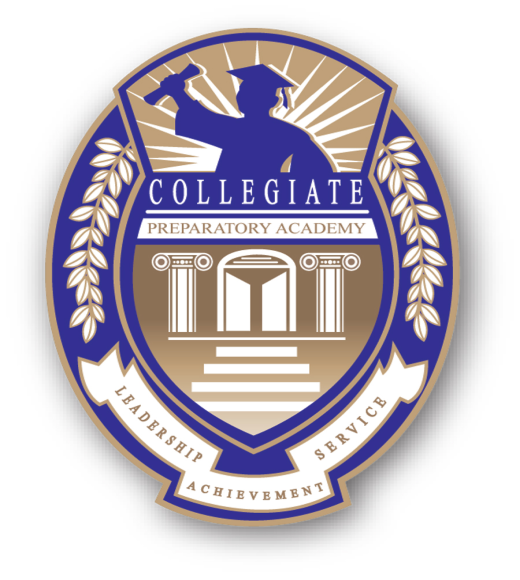 COLLEGIATE
PREPARATORY ACADEMY
LEADERSHIP
ACHIEVEMENT
SERVICE